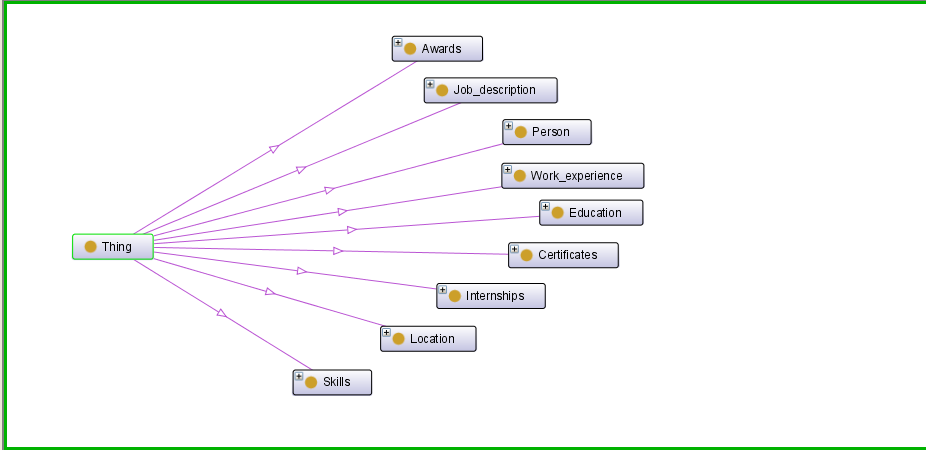 Awards
Job_description
Person
Work_experience
Education
Thing
Certificates
Internships
Location
Skills